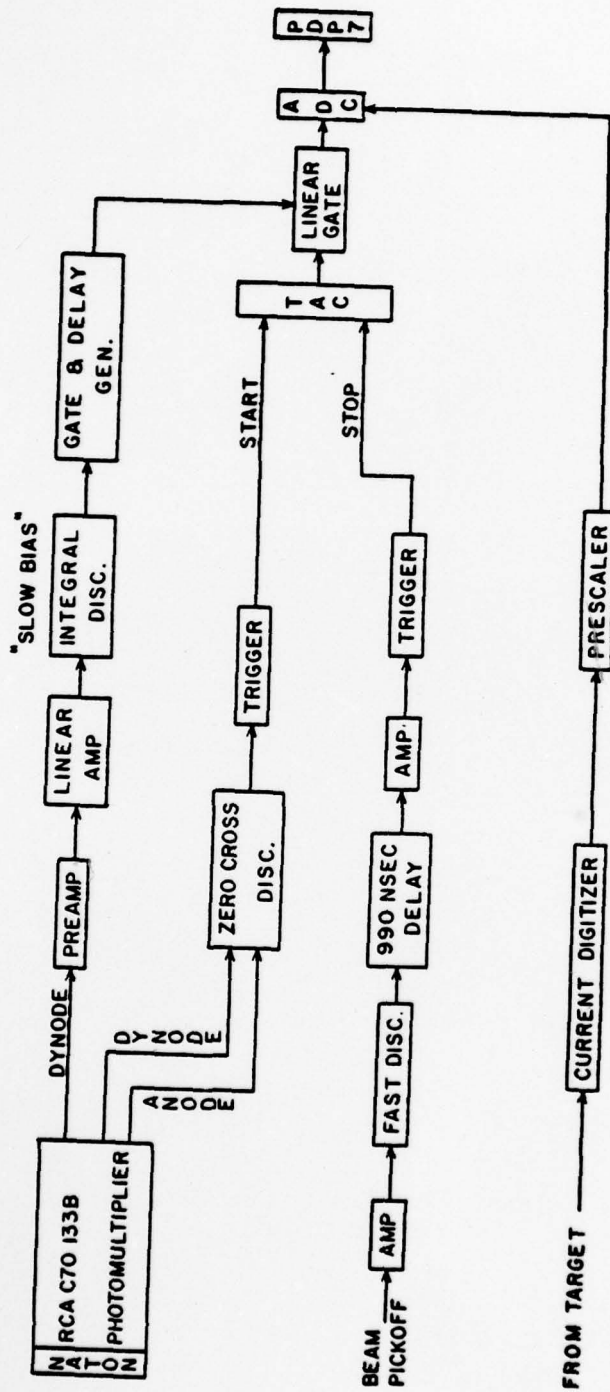 NATON
RCA C70 133B
PHOTOMULTIPLIER
DYNODE
PREAMP
LINEAR
AMP
"SLOW BIAS"
INTEGRAL
DISC.
GATE & DELAY
GEN.
DYNODE
ANODE
ZERO CROSS
DISC.
TRIGGER
START
TAC
LINEAR
GATE
ADC
PDP7
BEAM
PICKOFF
AMP
FAST DISC.
990 NSEC
DELAY
AMP.
TRIGGER
STOP
FROM TARGET
CURRENT DIGITIZER
PRESCALER